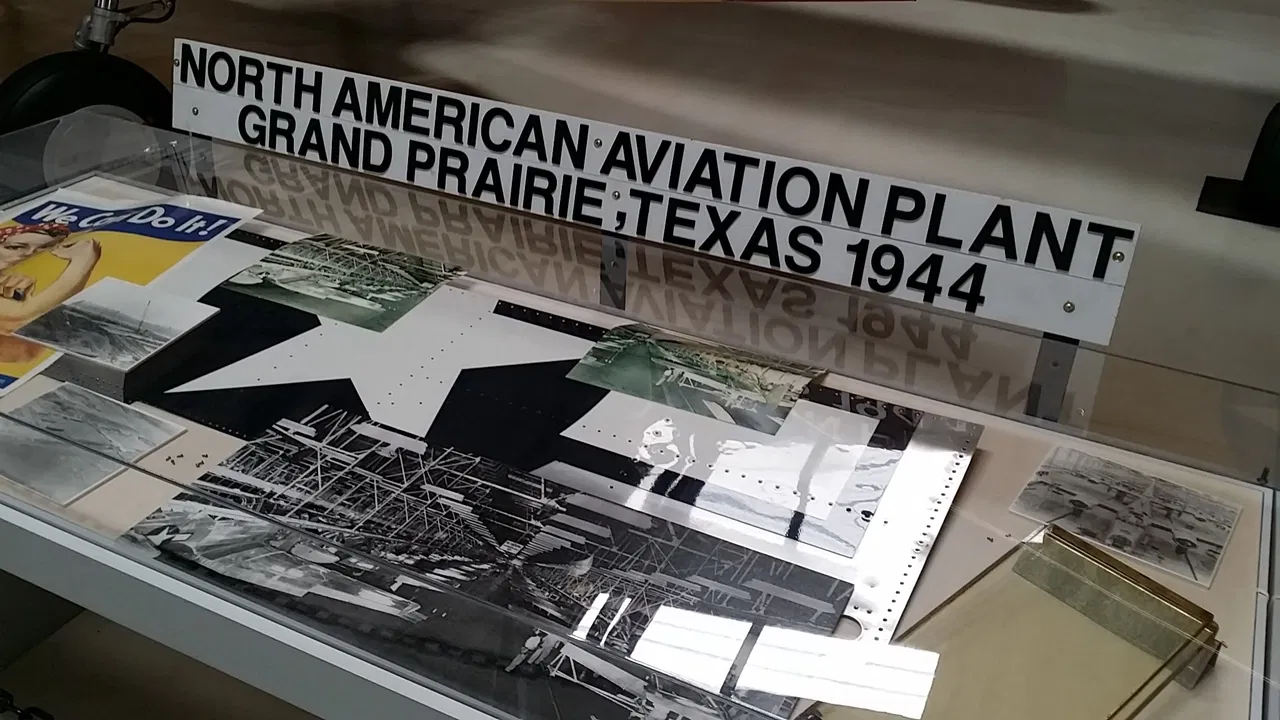 NORTH AMERICAN AVIATION PLANT
GRAND PRAIRIE, TEXAS 1944
We Can Do It!